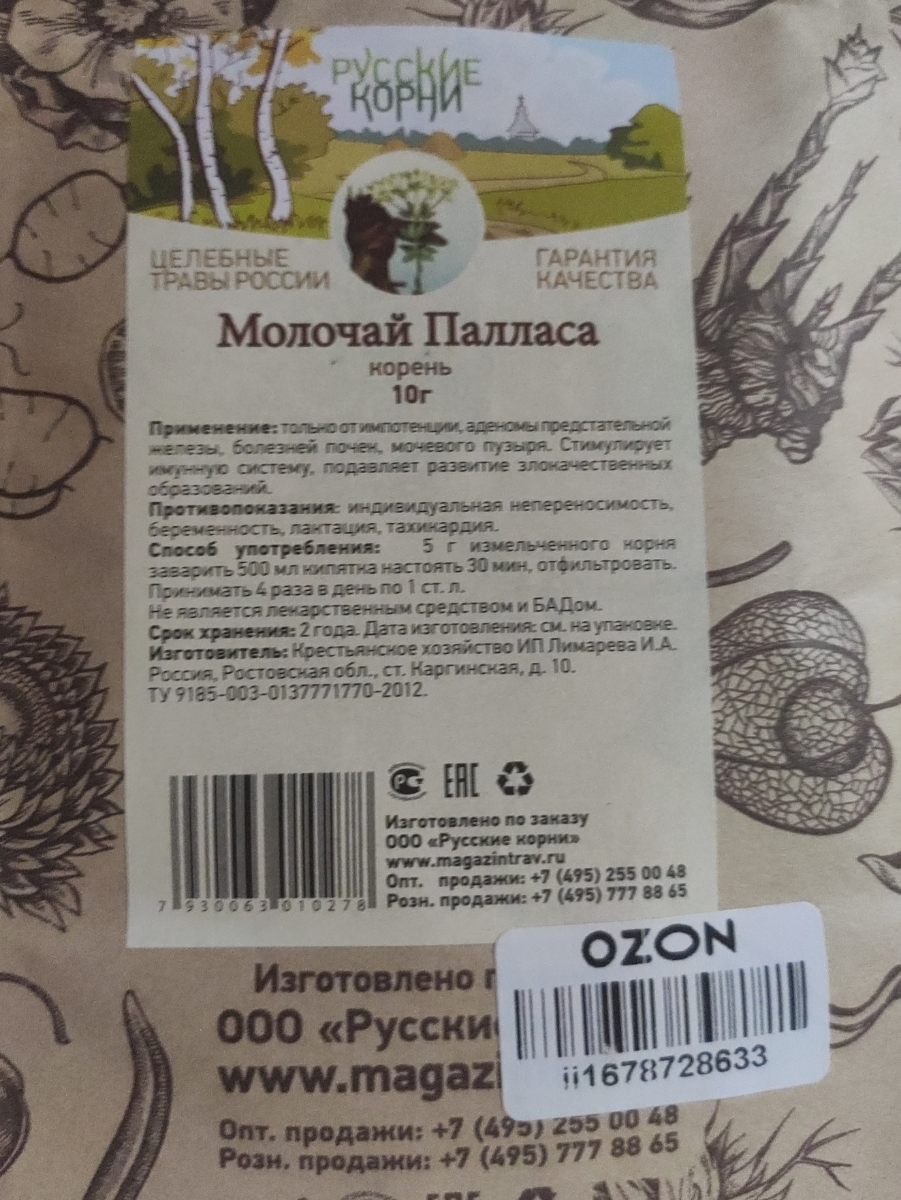 РУССКИЕ
КОРНИ
ЦЕЛЕБНЫЕ
ТРАВЫ РОССИИ
ГАРАНТИЯ
КАЧЕСТВА
Молочай Палласа
корень
10г
Применение: только от импотенции, аденомы предстательной
железы, болезней почек, мочевого пузыря. Стимулирует
имунную систему, подавляет развитие злокачественных
образований.
Противопоказания: индивидуальная непереносимость,
беременность, лактация, тахикардия.
Способ употребления: 5 г измельченного корня
заварить 500 мл кипятка настоять 30 мин, отфильтровать.
Принимать 4 раза в день по 1 ст. л.
Не является лекарственным средством и БАДом.
Срок хранения: 2 года. Дата изготовления: см. на упаковке.
Изготовитель: Крестьянское хозяйство ИП Лимарева И.А.
Россия, Ростовская обл., ст. Каргинская, д. 10.
ТУ 9185-003-0137771770-2012.
РСТ EAC
Изготовлено по заказу
ООО «Русские корни»
www.magazintrav.ru
Опт. продажи: +7 (495) 255 00 48
Розн. продажи: +7 (495) 777 88 65
7 930063 010278
OZON
ii1678728633
Изготовлено п
ООО «Русски
www.magazi
Опт. продажи: +7 (495) 255 00 48
Розн. продажи: +7 (495) 777 88 65